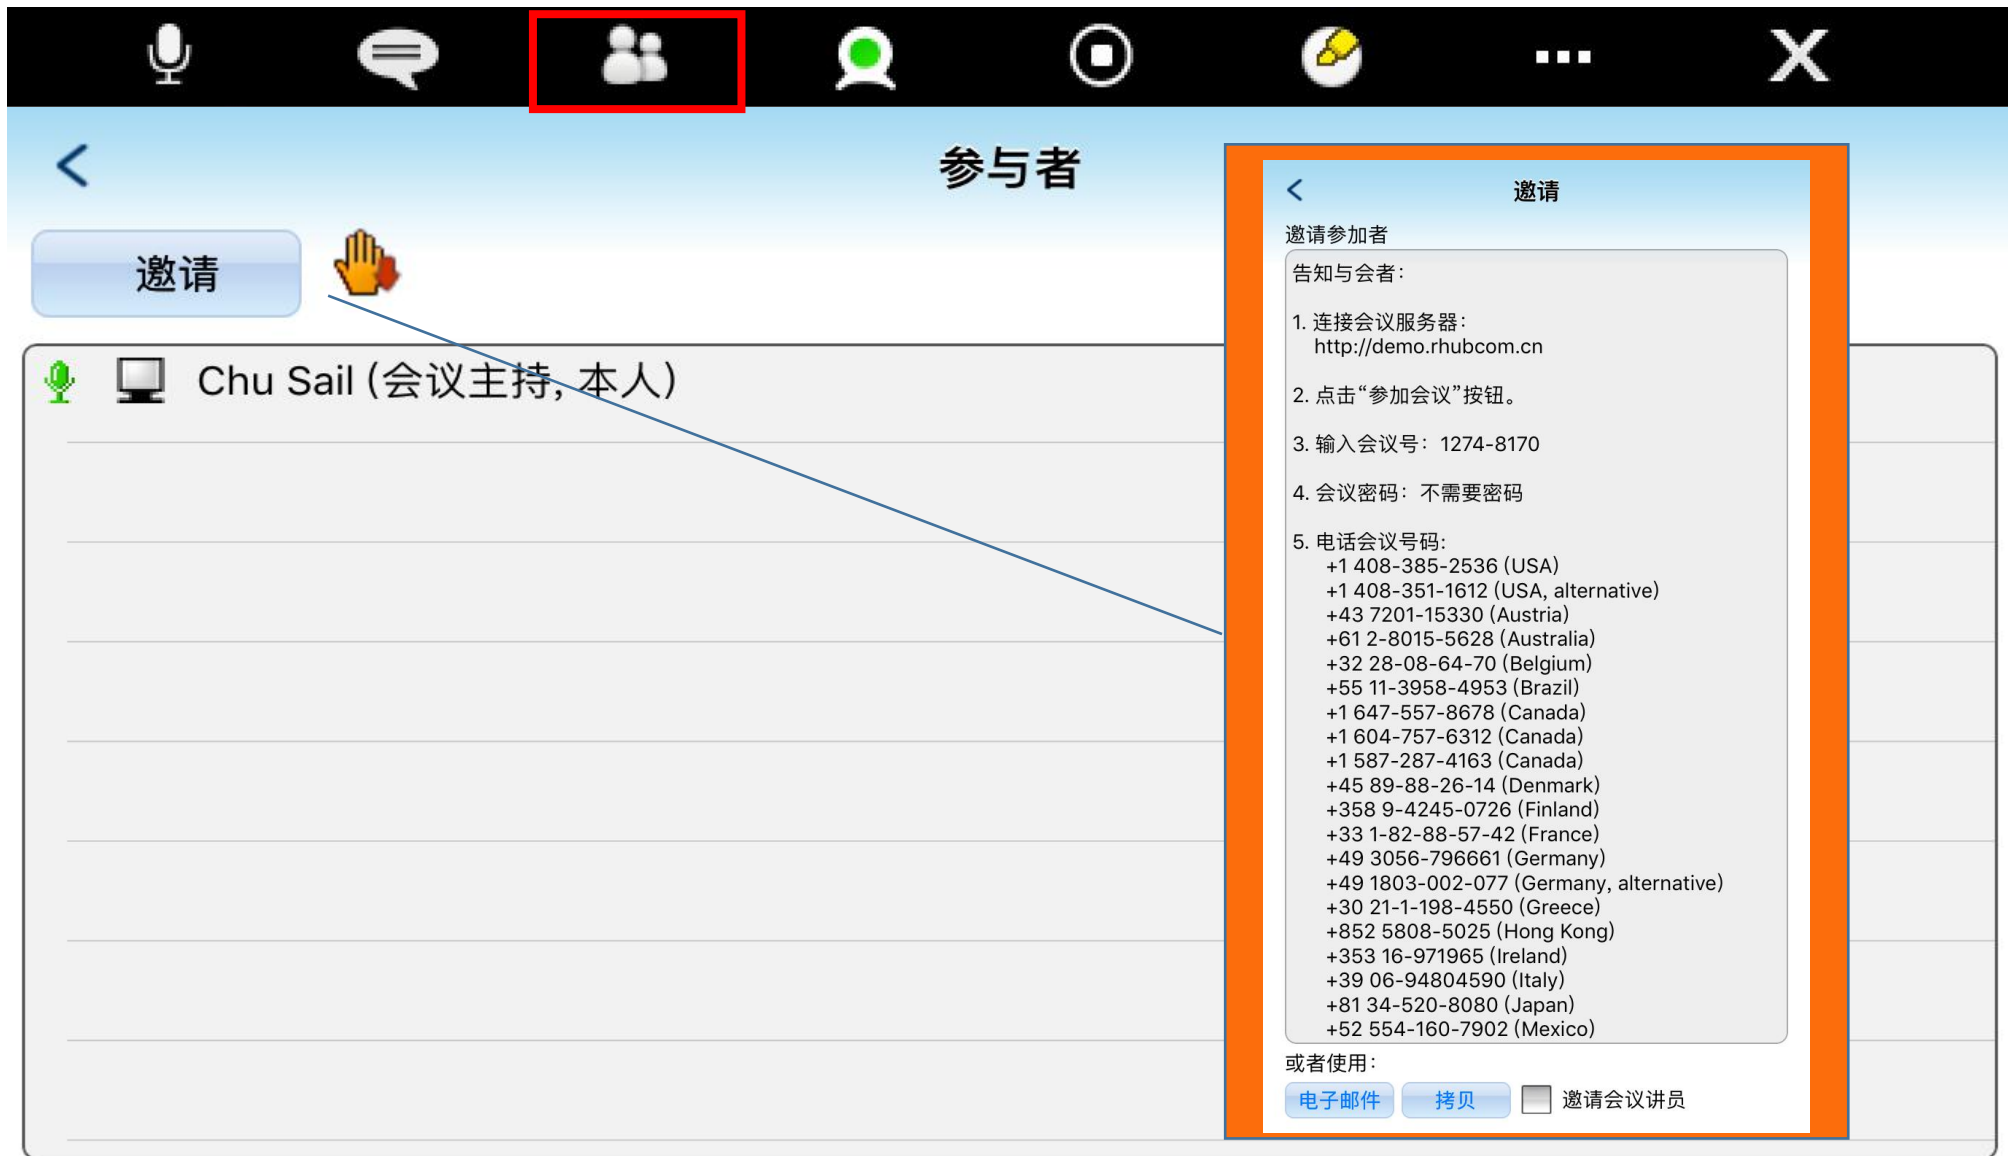 参与者
邀请
Chu Sail (会议主持, 本人)
邀请
邀请参加者
告知与会者：
1. 连接会议服务器：
http://demo.rhubcom.cn
2. 点击“参加会议”按钮。
3. 输入会议号：1274-8170
4. 会议密码：不需要密码
5. 电话会议号码:
+1 408-385-2536 (USA)
+1 408-351-1612 (USA, alternative)
+43 7201-15330 (Austria)
+61 2-8015-5628 (Australia)
+32 28-08-64-70 (Belgium)
+55 11-3958-4953 (Brazil)
+1 647-557-8678 (Canada)
+1 604-757-6312 (Canada)
+1 587-287-4163 (Canada)
+45 89-88-26-14 (Denmark)
+358 9-4245-0726 (Finland)
+33 1-82-88-57-42 (France)
+49 3056-796661 (Germany)
+49 1803-002-077 (Germany, alternative)
+30 21-1-198-4550 (Greece)
+852 5808-5025 (Hong Kong)
+353 16-971965 (Ireland)
+39 06-94804590 (Italy)
+81 34-520-8080 (Japan)
+52 554-160-7902 (Mexico)
或者使用：
电子邮件 拷贝 邀请会议讲员